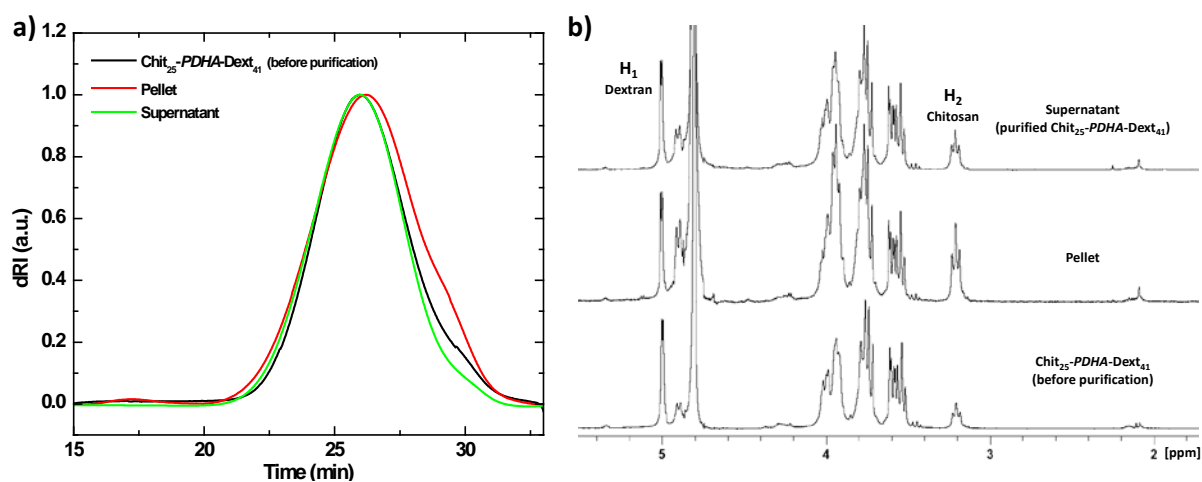 a)
1.2
1.0
0.8
0.6
0.4
0.2
0.0
dRI (a.u.)
Chit25-PDHA-Dext41 (before purification)
Pellet
Supernatant
15
20
25
30
Time (min)
b)
H1
Dextran
H2
Chitosan
Supernatant
(purified Chit25-PDHA-Dext41)
Pellet
Chit25-PDHA-Dext41
(before purification)
5
4
3
2
[ppm]